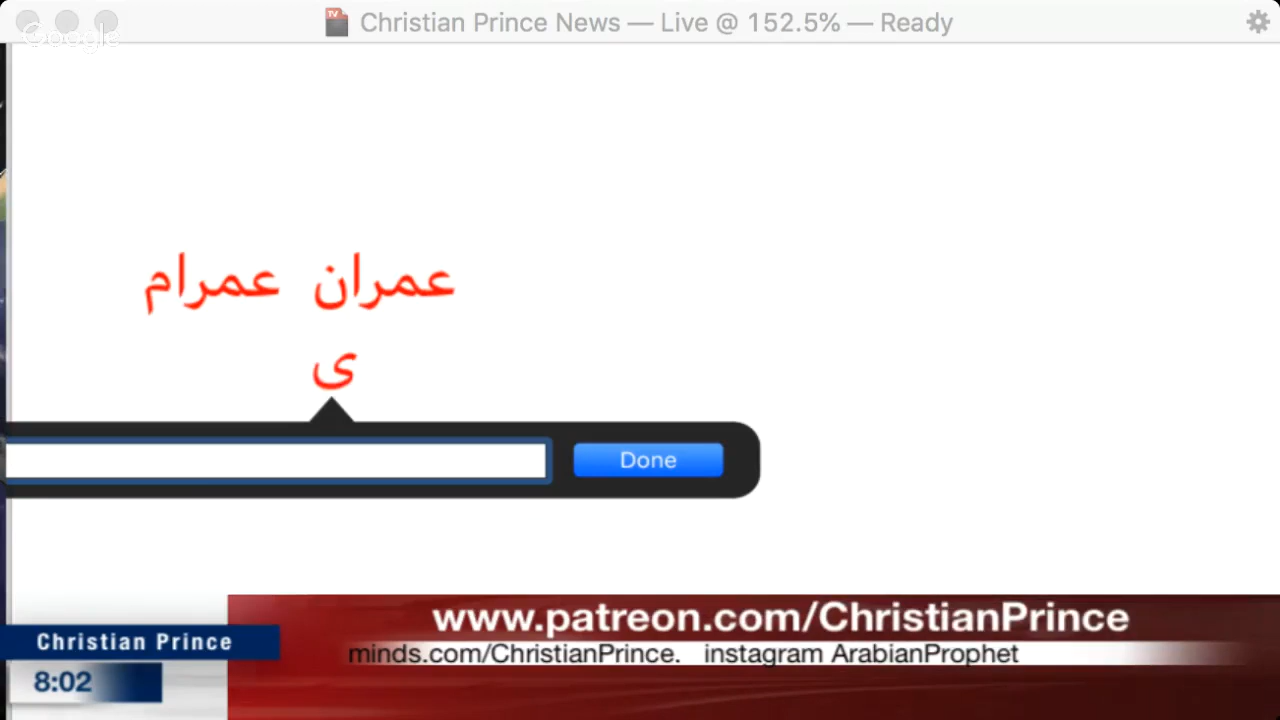 Christian Prince News — Live @ 152.5% — Ready
Google
عمران عمرام
ى
Done
www.patreon.com/ChristianPrince
Christian Prince
minds.com/ChristianPrince. instagram ArabianProphet
8:02